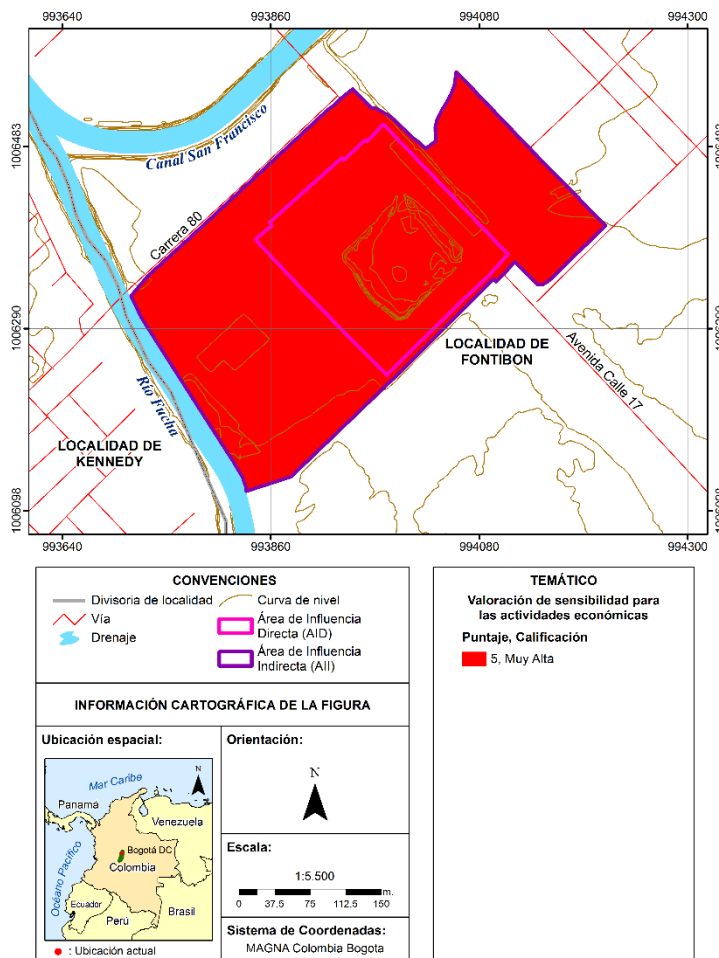 993640 993860 994080 994300
1006483
1006483
Canal San Francisco
Carrera 80
1006290
1006290
LOCALIDAD DE
FONTIBON
Avenida Calle 17
Río Fucha
LOCALIDAD DE
KENNEDY
1006098
1006098
993640 993860 994080 994300
CONVENCIONES
Divisoria de localidad
Vía
Drenaje
Curva de nivel
Área de Influencia
Directa (AID)
Área de Influencia
Indirecta (AII)
TEMÁTICO
Valoración de sensibilidad para
las actividades económicas
Puntaje, Calificación
5, Muy Alta
INFORMACIÓN CARTOGRÁFICA DE LA FIGURA
Ubicación espacial:
Mar Caribe
N
Panamá
Venezuela
Bogotá DC
Colombia
Océano Pacífico
Ecuador
Perú
Brasil
: Ubicación actual
Orientación:
N
Escala:
1:5.500
0 37.5 75 112.5 150 m.
Sistema de Coordenadas:
MAGNA Colombia Bogota